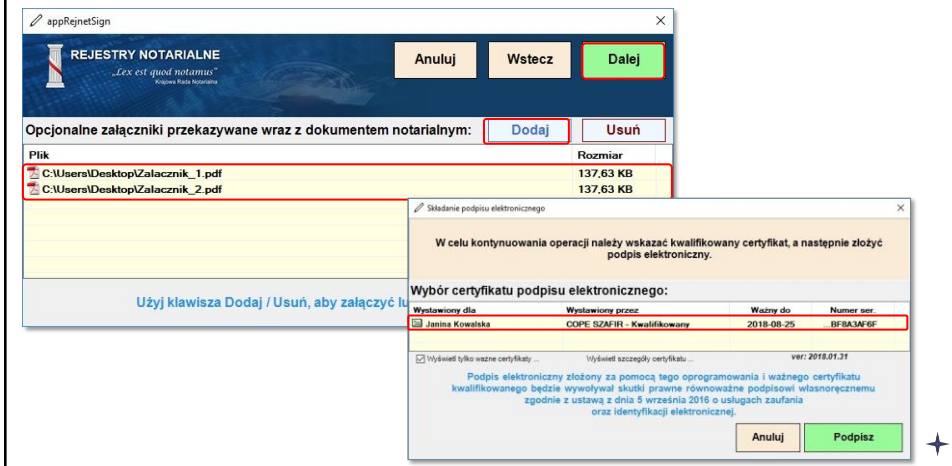 appRejnetSign
REJESTRY NOTARIALNE
„Lex est quod notamus"
Krajowa Rada Notarialna
Anuluj
Wstecz
Dalej
Opcjonalne załączniki przekazywane wraz z dokumentem notarialnym:
Dodaj
Usuń
Plik
Rozmiar
C:\Users\Desktop\Zalacznik_1.pdf
137,63 KB
C:\Users\Desktop\Zalacznik_2.pdf
137,63 KB
Użyj klawisza Dodaj / Usuń, aby załączyć lu
Składanie podpisu elektronicznego
W celu kontynuowania operacji należy wskazać kwalifikowany certyfikat, a następnie złożyć
podpis elektroniczny.
Wybór certyfikatu podpisu elektronicznego:
Wystawiony dla
Wystawiony przez
Ważny do
Numer ser.
Janina Kowalska
COPE SZAFIR - Kwalifikowany
2018-08-25
...BF8A3AF6F
Wyświetl tylko ważne certyfikaty ...
Wyświetl szczegóły certyfikatu ...
ver: 2018.01.31
Podpis elektroniczny złożony za pomocą tego oprogramowania i ważnego certyfikatu
kwalifikowanego będzie wywoływał skutki prawne równoważne podpisowi własnoręcznemu
zgodnie z ustawą z dnia 5 września 2016 o usługach zaufania
oraz identyfikacji elektronicznej.
Anuluj
Podpisz